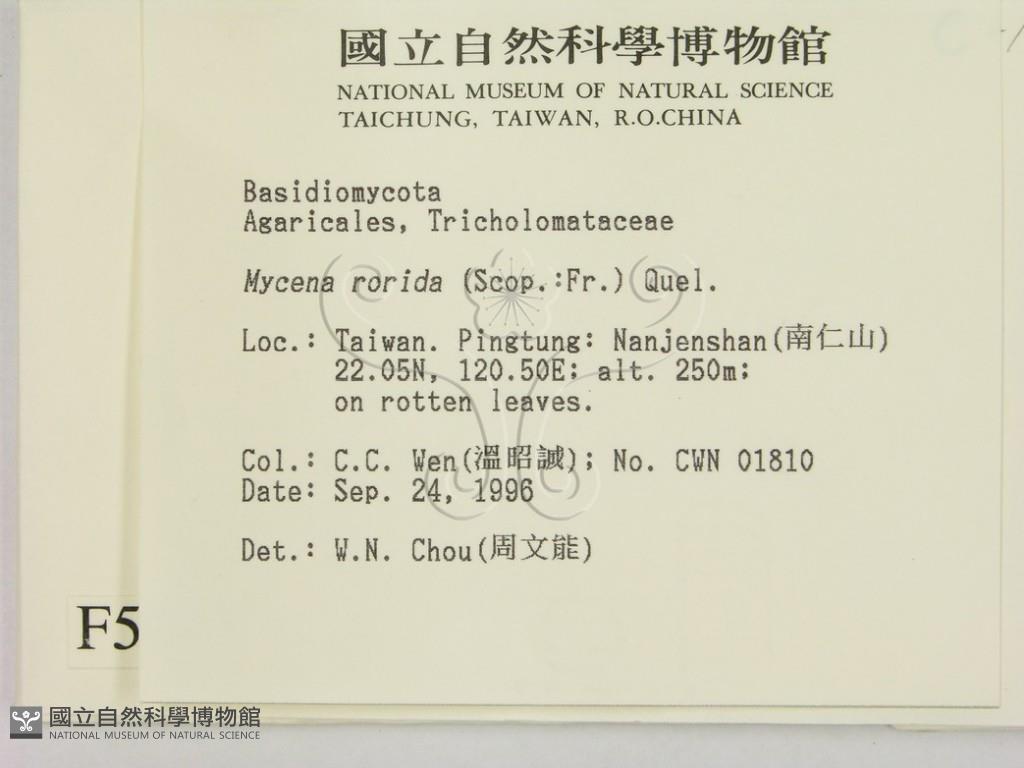 國立自然科學博物館
NATIONAL MUSEUM OF NATURAL SCIENCE
TAICHUNG, TAIWAN, R.O.CHINA
Basidiomycota
Agaricales, Tricholomataceae
Mycena rorida (Scop.:Fr.) Quel.
Loc.: Taiwan. Pingtung: Nanjenshan(南仁山)
22.05N, 120.50E; alt. 250m;
on rotten leaves.
Col.: C.C. Wen(溫昭誠); No. CWN 01810
Date: Sep. 24, 1996
Det.: W.N. Chou(周文能)
F5
國立自然科學博物館
NATIONAL MUSEUM OF NATURAL SCIENCE